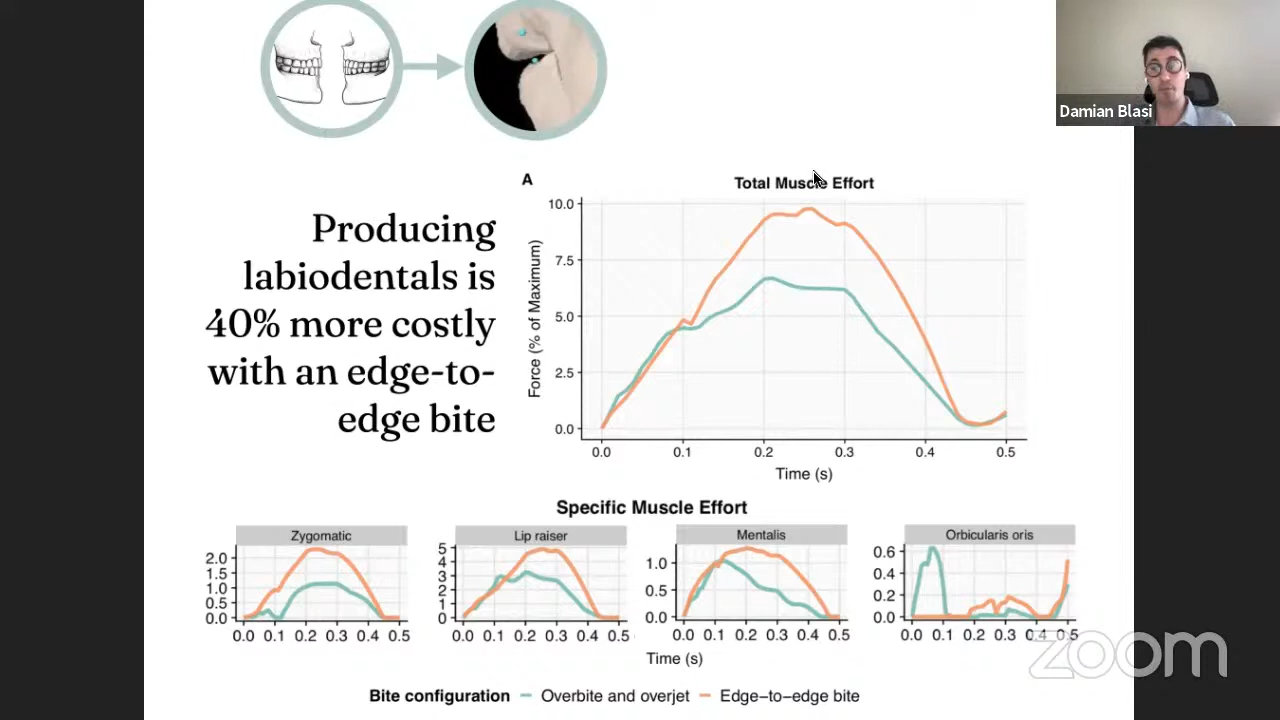 Damian Blasi
A
Total Muscle Effort
Producing
labiodentals is
40% more costly
with an edge-to-
edge bite
Force (% of Maximum)
10.0
7.5
5.0
2.5
0.0
0.0 0.1 0.2 0.3 0.4 0.5
Time (s)
Specific Muscle Effort
Zygomatic
2.0
1.5
1.0
0.5
0.0
0.0 0.1 0.2 0.3 0.4 0.5
Lip raiser
5
4
3
2
1
0
0.0 0.1 0.2 0.3 0.4 0.5
Mentalis
1.0
0.5
0.0
0.0 0.1 0.2 0.3 0.4 0.5
Orbicularis oris
0.6
0.4
0.2
0.0
0.0 0.1 0.2 0.3 0.4 0.5
Time (s)
zoom
Bite configuration Overbite and overjet Edge-to-edge bite